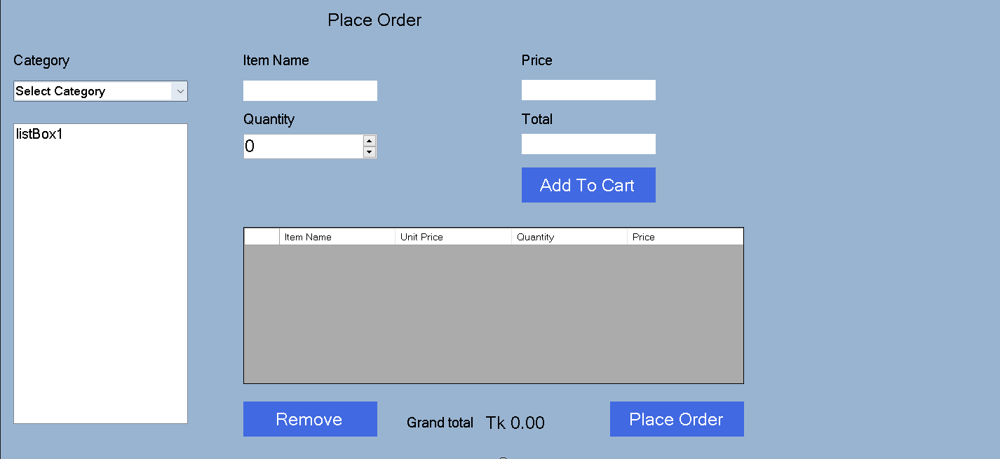 Place Order
Category
Item Name
Price
Select Category
Quantity
Total
listBox1
0
Add To Cart
Item Name Unit Price Quantity Price
Remove
Grand total Tk 0.00
Place Order